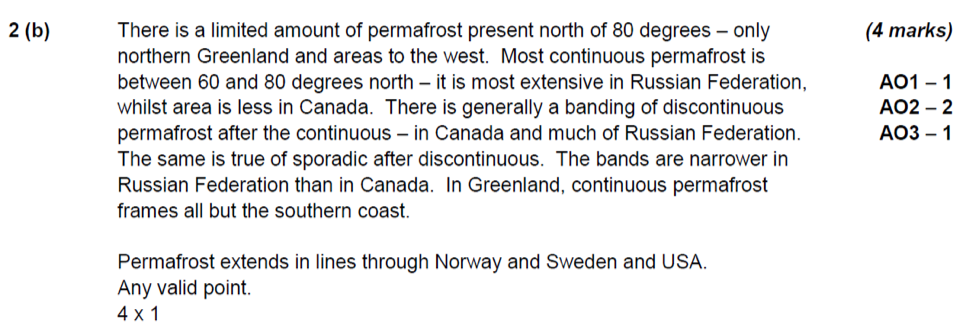 2 (b) There is a limited amount of permafrost present north of 80 degrees – only (4 marks)
northern Greenland and areas to the west.  Most continuous permafrost is
between 60 and 80 degrees north – it is most extensive in Russian Federation, AO1 – 1
whilst area is less in Canada.  There is generally a banding of discontinuous AO2 – 2
permafrost after the continuous – in Canada and much of Russian Federation. AO3 – 1
The same is true of sporadic after discontinuous.  The bands are narrower in
Russian Federation than in Canada.  In Greenland, continuous permafrost
frames all but the southern coast.
Permafrost extends in lines through Norway and Sweden and USA.
Any valid point.
4 x 1